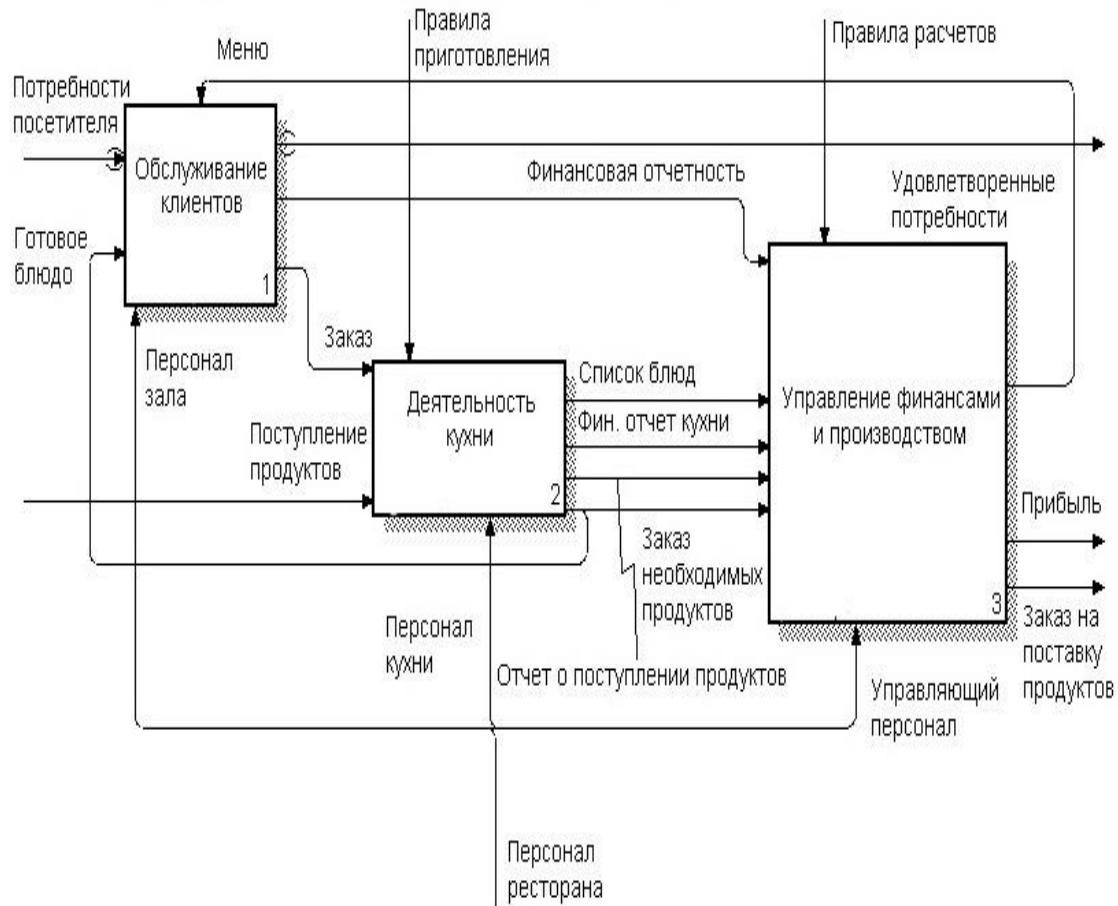 Правила
приготовления
Правила расчетов
Меню
Потребности
посетителя
Обслуживание
клиентов
1
Финансовая отчетность
Удовлетворенные
потребности
Готовое
блюдо
Заказ
Персонал
зала
Список блюд
Деятельность
кухни
2
Фин. отчет кухни
Управление финансами
и производством
3
Поступление
продуктов
Прибыль
Заказ
необходимых
продуктов
Заказ на
поставку
продуктов
Персонал
кухни
Отчет о поступлении продуктов
Управляющий
персонал
Персонал
ресторана